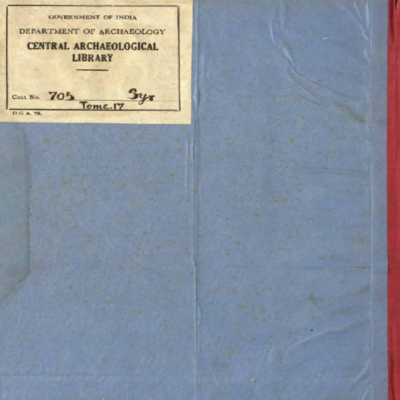 GOVERNMENT OF INDIA
DEPARTMENT OF ARCHAEOLOGY
CENTRAL ARCHAEOLOGICAL
LIBRARY
CALL No. 705 Syr
Tome.17
D.G A. 79.